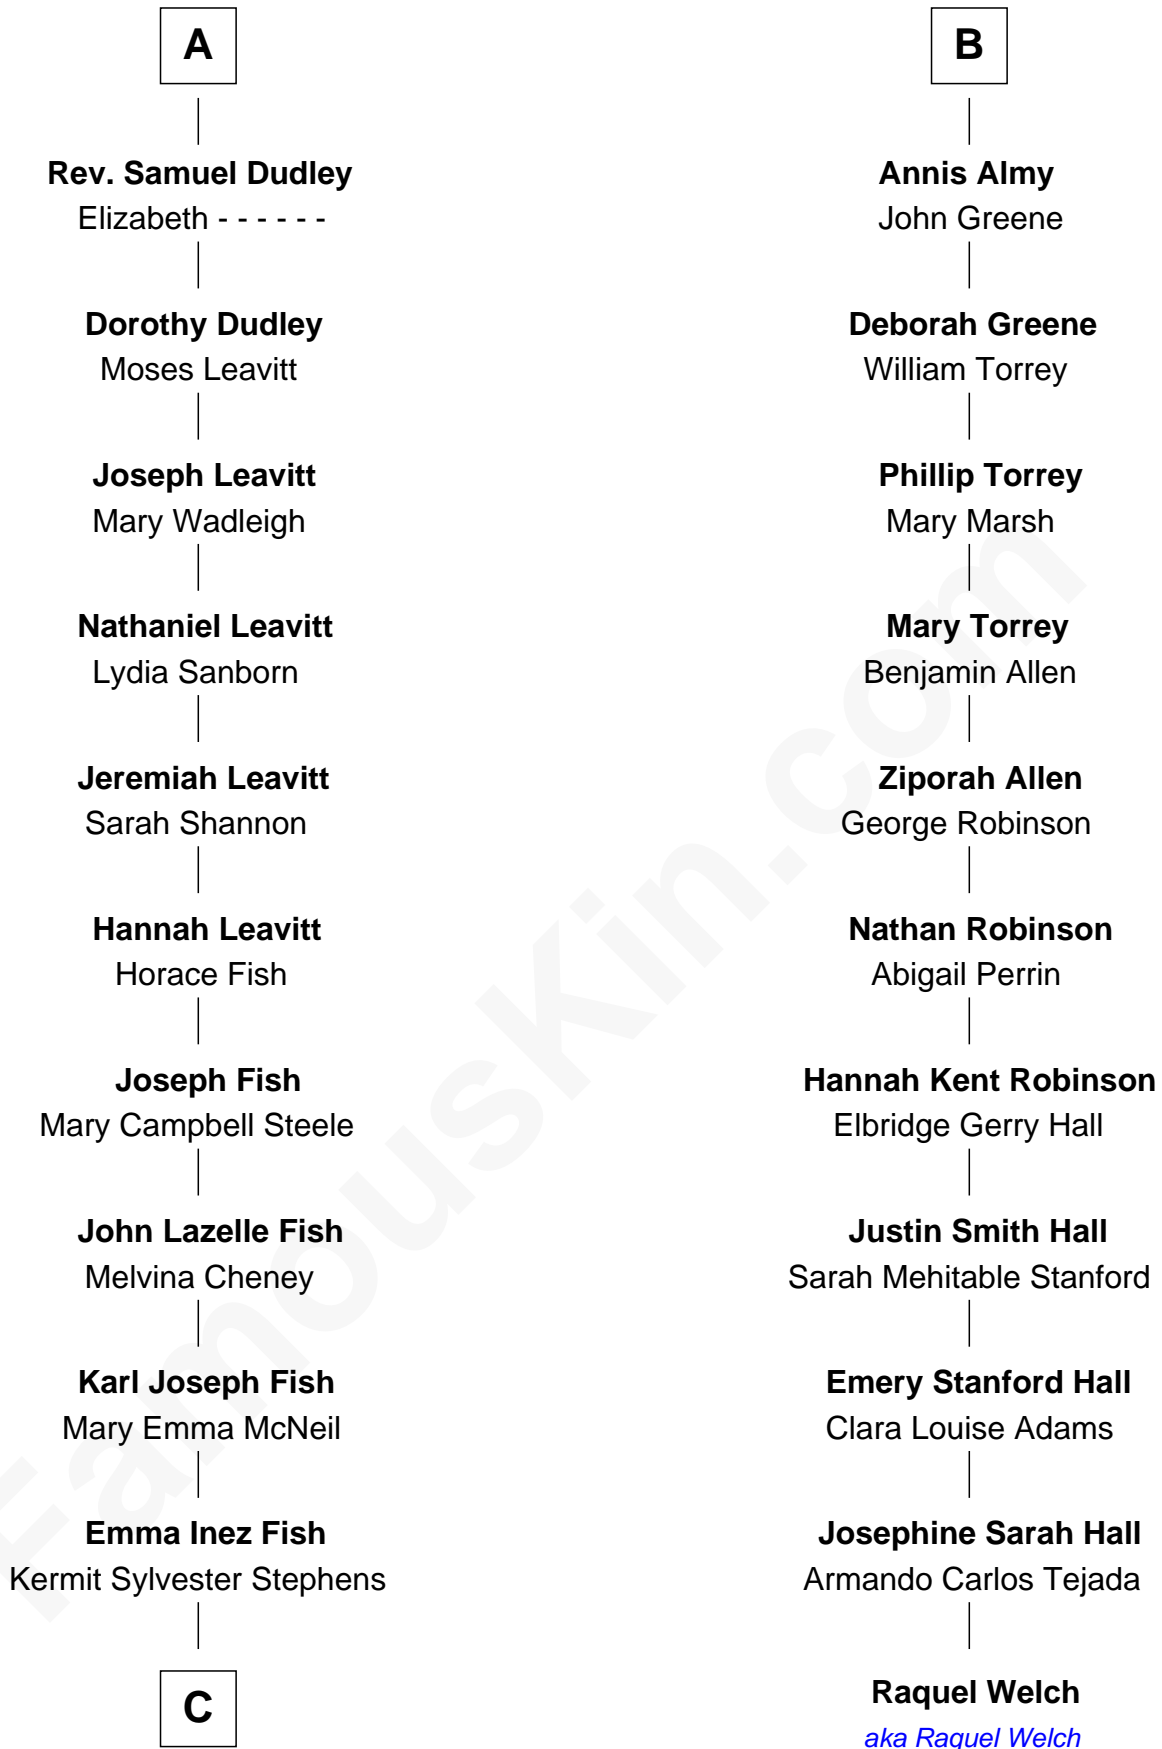 A
Rev. Samuel Dudley
Elizabeth - - - - - -
Dorothy Dudley
Moses Leavitt
Joseph Leavitt
Mary Wadleigh
Nathaniel Leavitt
Lydia Sanborn
Jeremiah Leavitt
Sarah Shannon
Hannah Leavitt
Horace Fish
Joseph Fish
Mary Campbell Steele
John Lazelle Fish
Melvina Cheney
Karl Joseph Fish
Mary Emma McNeil
Emma Inez Fish
Kermit Sylvester Stephens
C
B
Annis Almy
John Greene
Deborah Greene
William Torrey
Phillip Torrey
Mary Marsh
Mary Torrey
Benjamin Allen
Ziporah Allen
George Robinson
Nathan Robinson
Abigail Perrin
Hannah Kent Robinson
Elbridge Gerry Hall
Justin Smith Hall
Sarah Mehitable Stanford
Emery Stanford Hall
Clara Louise Adams
Josephine Sarah Hall
Armando Carlos Tejada
Raquel Welch
aka Raquel Welch
FamousKin.com